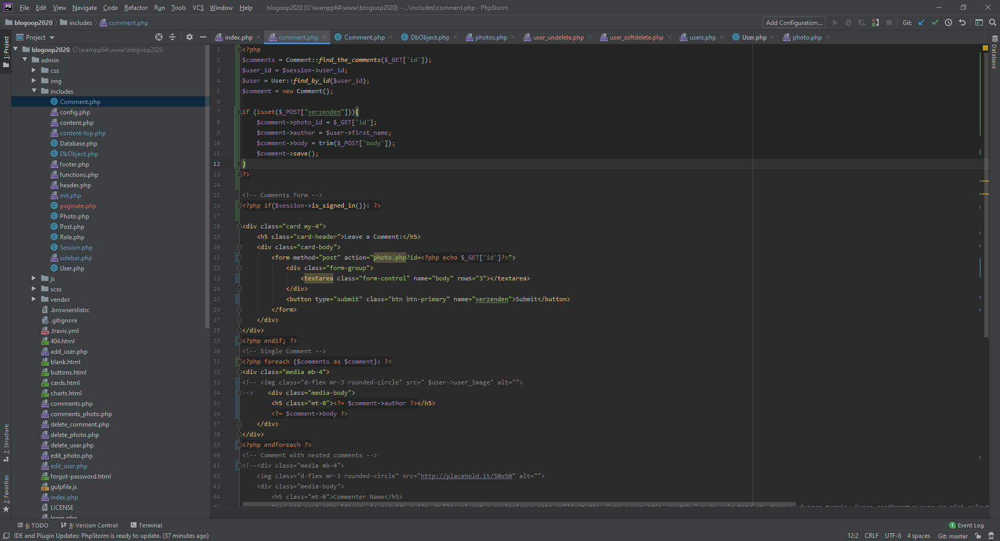 PS File Edit View Navigate Code Refactor Run Tools VCS Window Help blogoop2020 [C:\wampp64\www\blogoop2020] - ...\includes\comment.php - PhpStorm
blogoop2020 includes comment.php Add Configuration... Git:
Project index.php comment.php Comment.php DbObject.php photos.php user_undelete.php user_softdelete.php users.php User.php photo.php
1: Project
7: Structure
2: Favorites
Database
blogoop2020 C:\wampp64\www\blogoop2020
admin
css
img
includes
Comment.php
config.php
content.php
content-top.php
Database.php
DbObject.php
footer.php
functions.php
header.php
init.php
paginate.php
Photo.php
Post.php
Role.php
Session.php
sidebar.php
User.php
js
scss
vendor
.browserslistrc
.gitignore
.travis.yml
404.html
add_user.php
blank.html
buttons.html
cards.html
charts.html
comments.php
comments_photo.php
delete_comment.php
delete_photo.php
delete_user.php
edit_photo.php
edit_user.php
forgot-password.html
gulpfile.js
index.php
LICENSE
login.php
1 <?php
2 $comments = Comment::find_the_comments($_GET['id']);
3 $user_id = $session->user_id;
4 $user = User::find_by_id($user_id);
5 $comment = new Comment();
6
7 if (isset($_POST["verzenden"])){
8 $comment->photo_id = $_GET['id'];
9 $comment->author = $user->first_name;
10 $comment->body = trim($_POST['body']);
11 $comment->save();
12 }
13 ?>
14
15 <!-- Comments Form -->
16 <?php if($session->is_signed_in()): ?>
17
18 <div class="card my-4">
19 <h5 class="card-header">Leave a Comment:</h5>
20 <div class="card-body">
21 <form method="post" action="photo.php?id=<?php echo $_GET['id']?>">
22 <div class="form-group">
23 <textarea class="form-control" name="body" rows="3"></textarea>
24 </div>
25 <button type="submit" class="btn btn-primary" name="verzenden">Submit</button>
26 </form>
27 </div>
28 </div>
29 <?php endif; ?>
30 <!-- Single Comment -->
31 <?php foreach ($comments as $comment): ?>
32 <div class="media mb-4">
33 <!-- <img class="d-flex mr-3 rounded-circle" src=" $user->user_image" alt="">
34 --> <div class="media-body">
35 <h5 class="mt-0"><?= $comment->author ?></h5>
36 <?= $comment->body ?>
37 </div>
38 </div>
39 <?php endforeach ?>
40 <!-- Comment with nested comments -->
41 <!--<div class="media mb-4">
42 <img class="d-flex mr-3 rounded-circle" src="http://placehold.it/50x50" alt="">
43 <div class="media-body">
44 <h5 class="mt-0">Commenter Name</h5>
6: TODO 9: Version Control Terminal 1 Event Log
IDE and Plugin Updates: PhpStorm is ready to update. (37 minutes ago) 12:2 CRLF UTF-8 4 spaces Git: master